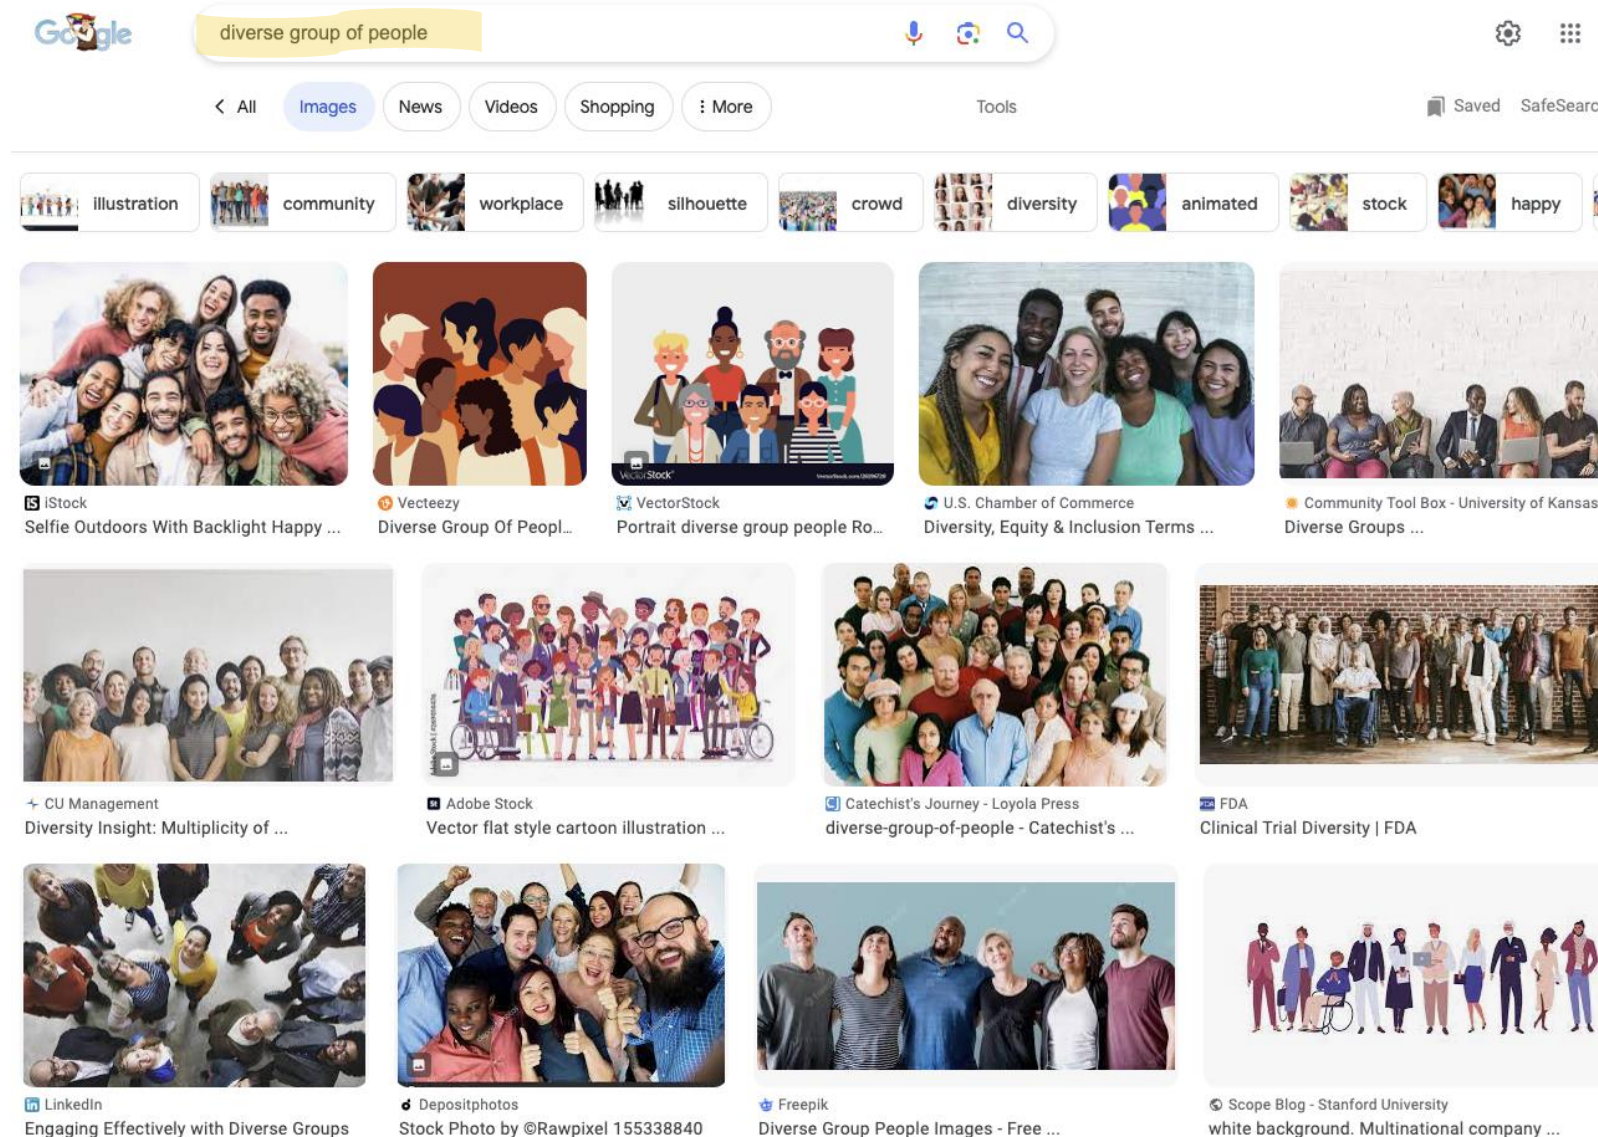 Google
diverse group of people
All
Images
News
Videos
Shopping
More
Tools
Saved
SafeSearc
illustration
community
workplace
silhouette
crowd
diversity
animated
stock
happy
VectorStock®
iStock
Selfie Outdoors With Backlight Happy ...
Vecteezy
Diverse Group Of Peopl...
VectorStock
Portrait diverse group people Ro...
U.S. Chamber of Commerce
Diversity, Equity & Inclusion Terms ...
Community Tool Box - University of Kansas
Diverse Groups ...
CU Management
Diversity Insight: Multiplicity of ...
Adobe Stock
Vector flat style cartoon illustration ...
Catechist's Journey - Loyola Press
diverse-group-of-people - Catechist's ...
FDA
Clinical Trial Diversity | FDA
LinkedIn
Engaging Effectively with Diverse Groups
Depositphotos
Stock Photo by ©Rawpixel 155338840
Freepik
Diverse Group People Images - Free ...
Scope Blog - Stanford University
white background. Multinational company ...